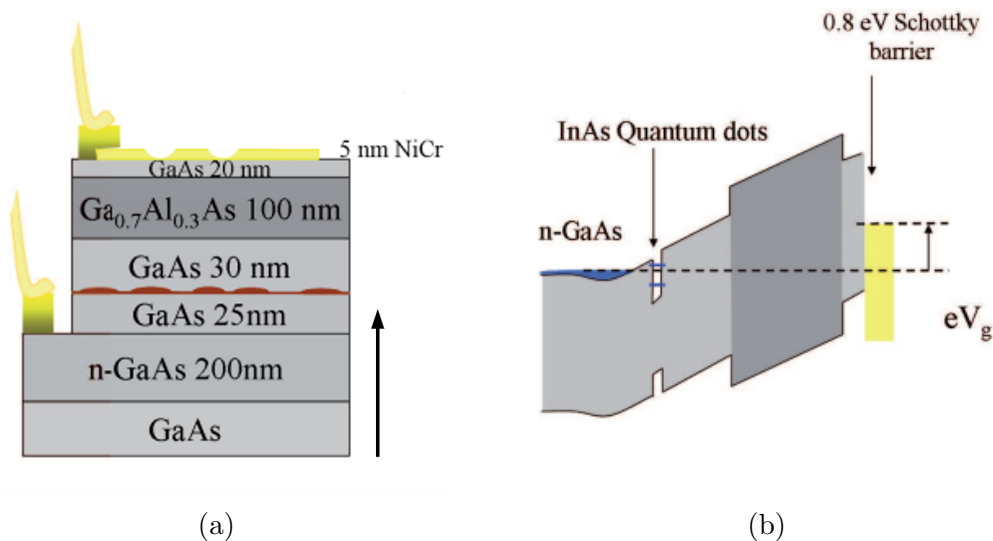 5 nm NiCr
GaAs 20 nm
Ga0.7Al0.3As 100 nm
GaAs 30 nm
GaAs 25nm
n-GaAs 200nm
GaAs
(a)
0.8 eV Schottky
barrier
InAs Quantum dots
n-GaAs
eVg
(b)